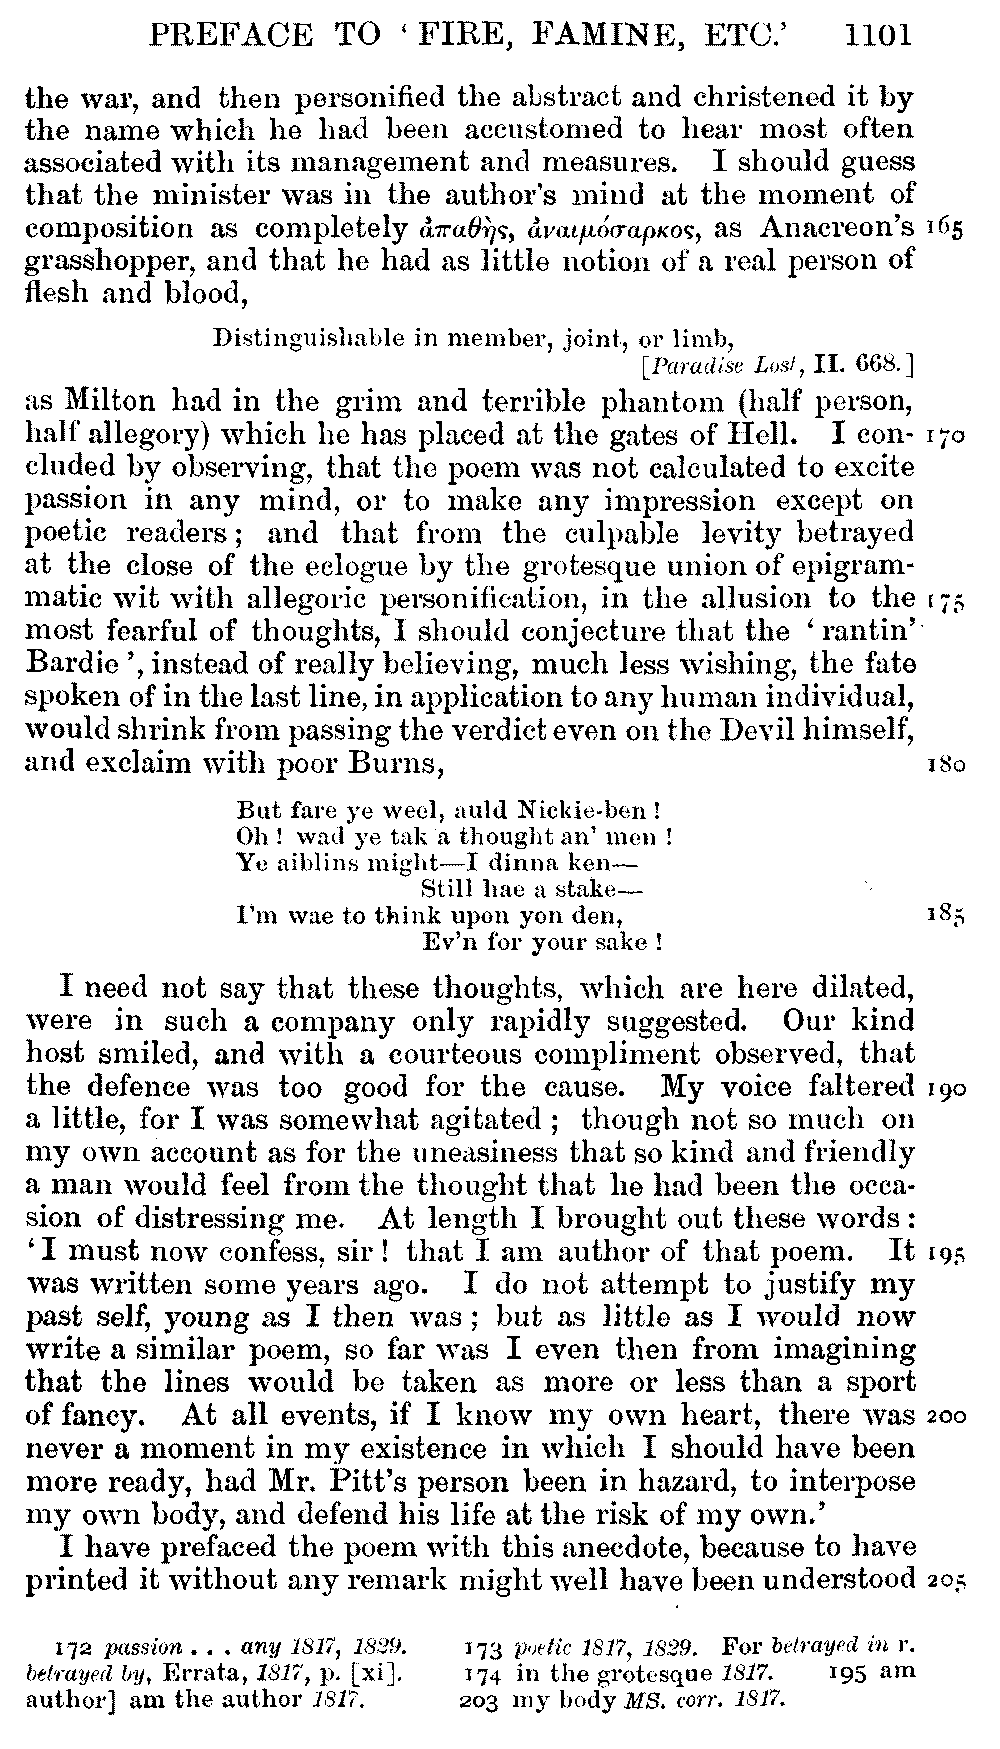 PREFACE TO ‘ FIRE, FAMINE, ETC.’ 1101
the war, and then personified the abstract and christened it by
the name which he had been accustomed to hear most often
associated with its management and measures. I should guess
that the minister was in the author's mind at the moment of
composition as completely ἀπαθὴς, ἀναιμόσαρκος, as Anacreon's 165
grasshopper, and that he had as little notion of a real person of
flesh and blood,
Distinguishable in member, joint, or limb,
[Paradise Lost, II. 668.]
as Milton had in the grim and terrible phantom (half person,
half allegory) which he has placed at the gates of Hell. I con- 170
cluded by observing, that the poem was not calculated to excite
passion in any mind, or to make any impression except on
poetic readers ; and that from the culpable levity betrayed
at the close of the eclogue by the grotesque union of epigram-
matic wit with allegoric personification, in the allusion to the 175
most fearful of thoughts, I should conjecture that the ‘ rantin’
Bardie ’, instead of really believing, much less wishing, the fate
spoken of in the last line, in application to any human individual,
would shrink from passing the verdict even on the Devil himself,
and exclaim with poor Burns, 180
But fare ye weel, auld Nickie-ben !
Oh ! wad ye tak a thought an' men !
Ye aiblins might—I dinna ken—
Still hae a stake—
I'm wae to think upon yon den, 185
Ev'n for your sake !
I need not say that these thoughts, which are here dilated,
were in such a company only rapidly suggested. Our kind
host smiled, and with a courteous compliment observed, that
the defence was too good for the cause. My voice faltered 190
a little, for I was somewhat agitated ; though not so much on
my own account as for the uneasiness that so kind and friendly
a man would feel from the thought that he had been the occa-
sion of distressing me. At length I brought out these words :
‘ I must now confess, sir ! that I am author of that poem. It 195
was written some years ago. I do not attempt to justify my
past self, young as I then was ; but as little as I would now
write a similar poem, so far was I even then from imagining
that the lines would be taken as more or less than a sport
of fancy. At all events, if I know my own heart, there was 200
never a moment in my existence in which I should have been
more ready, had Mr. Pitt's person been in hazard, to interpose
my own body, and defend his life at the risk of my own.’
I have prefaced the poem with this anecdote, because to have
printed it without any remark might well have been understood 205
172 passion . . . any 1817, 1829. 173 poetic 1817, 1829. For betrayed in r.
betrayed by, Errata, 1817, p. [xi]. 174 in the grotesque 1817. 195 am
author] am the author 1817. 203 my body MS. corr. 1817.